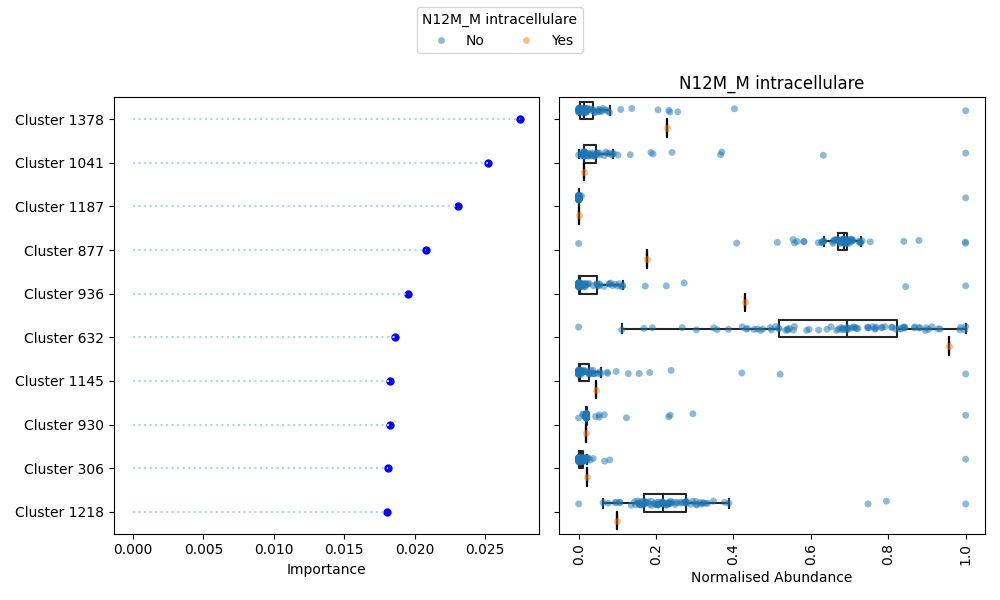 N12M_M intracellulare
No Yes
N12M_M intracellulare
Cluster 1378
Cluster 1041
Cluster 1187
Cluster 877
Cluster 936
Cluster 632
Cluster 1145
Cluster 930
Cluster 306
Cluster 1218
0.000 0.005 0.010 0.015 0.020 0.025
Importance
0.0 0.2 0.4 0.6 0.8 1.0
Normalised Abundance